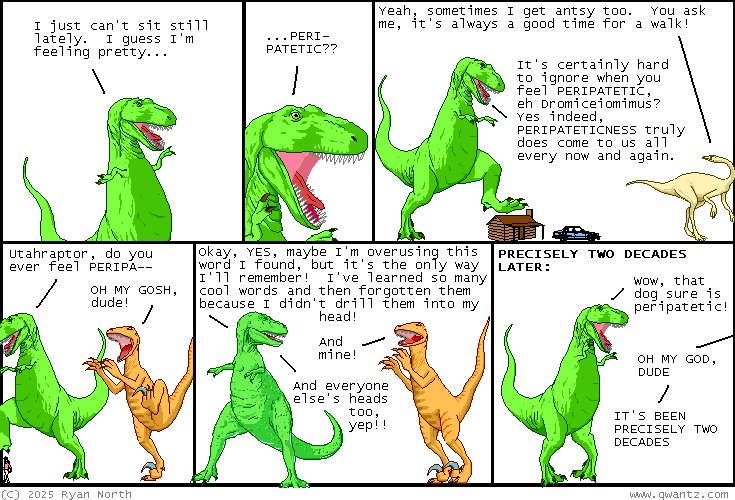 I just can't sit still
lately.  I guess I'm
feeling pretty...
...PERI-
PATETIC??
Yeah, sometimes I get antsy too.  You ask
me, it's always a good time for a walk!
It's certainly hard
to ignore when you
feel PERIPATETIC,
eh Dromiceiomimus?
Yes indeed,
PERIPATETICNESS truly
does come to us all
every now and again.
Utahraptor, do you
ever feel PERIPA--
OH MY GOSH,
dude!
Okay, YES, maybe I'm overusing this
word I found, but it's the only way
I'll remember!  I've learned so many
cool words and then forgotten them
because I didn't drill them into my
head!
And
mine!
And everyone
else's heads
too,
yep!!
PRECISELY TWO DECADES
LATER:
Wow, that
dog sure is
peripatetic!
OH MY GOD,
DUDE
IT'S BEEN
PRECISELY TWO
DECADES
(C) 2025 Ryan North
www.qwantz.com